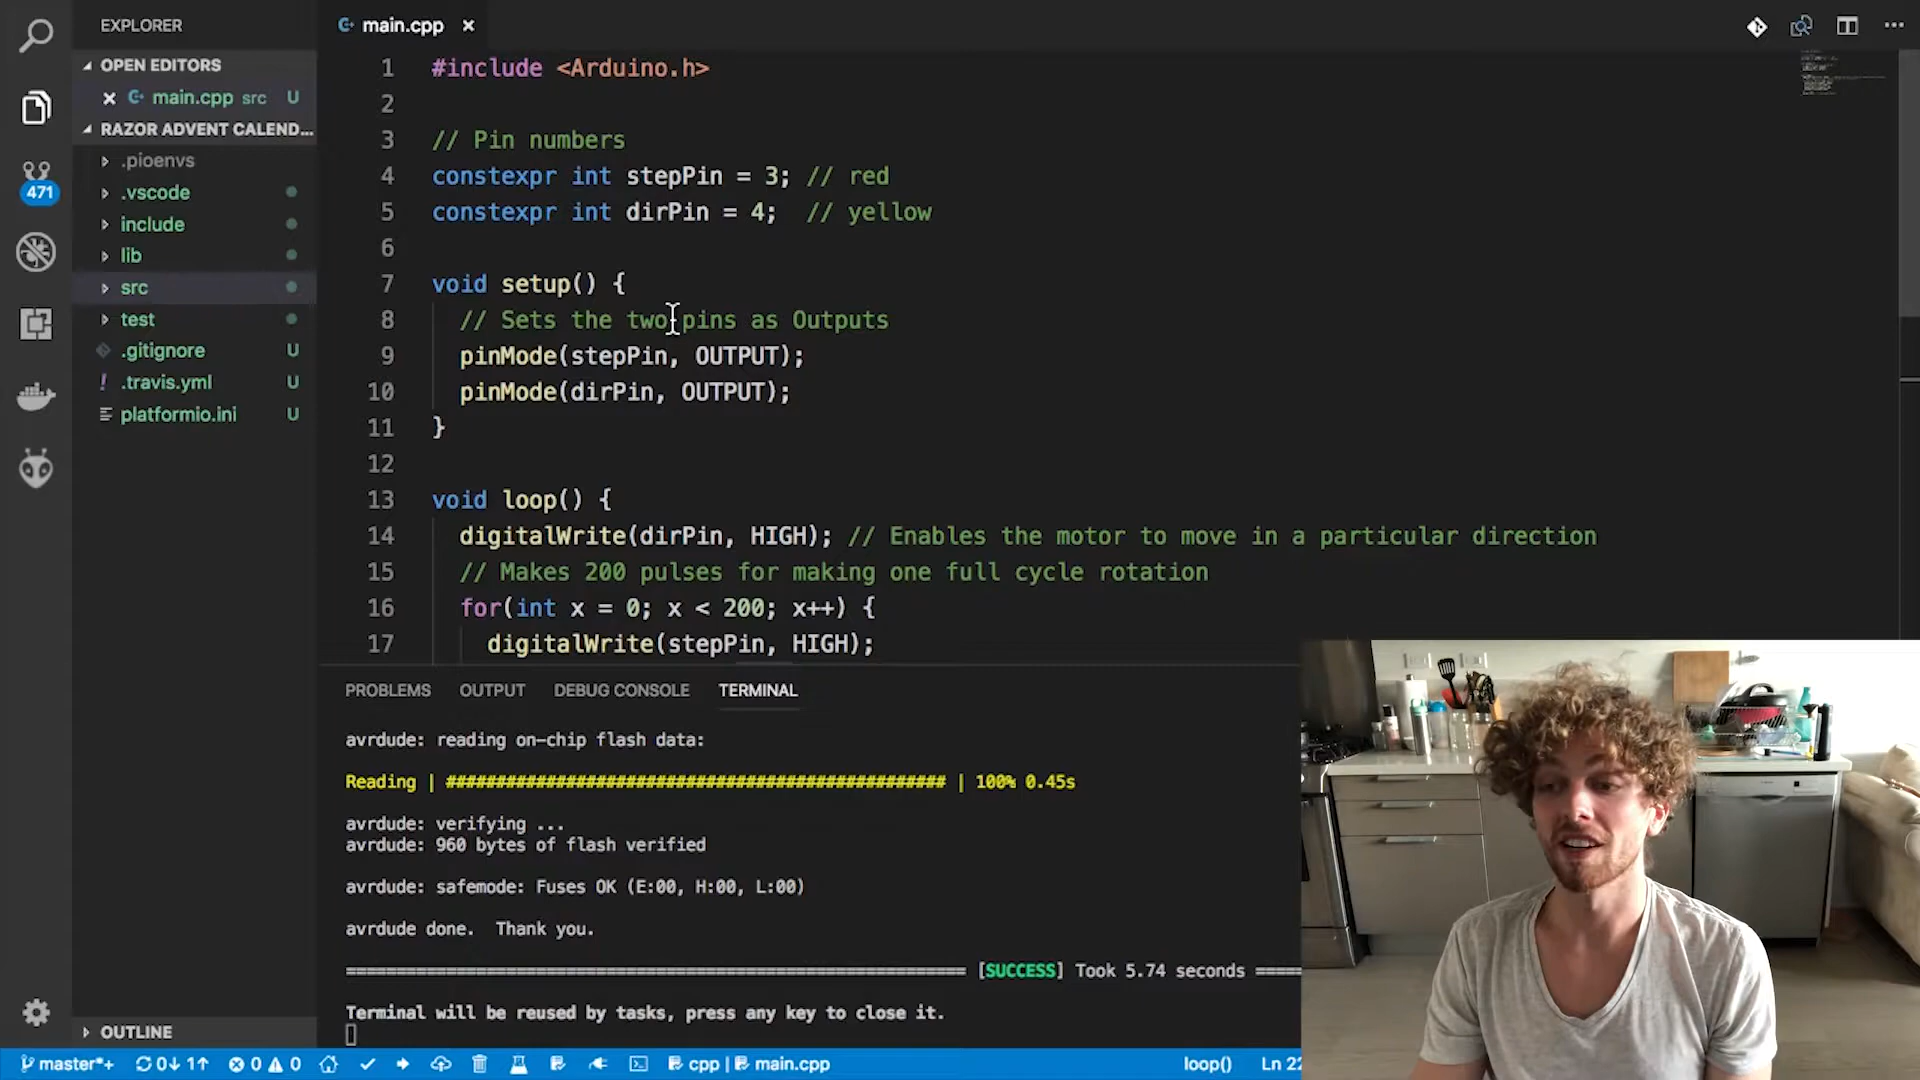 EXPLORER
OPEN EDITORS
main.cpp src U
RAZOR ADVENT CALEND...
.pioenvs
.vscode
include
lib
src
test
.gitignore U
.travis.yml U
platformio.ini U
OUTLINE
471
main.cpp
1 #include <Arduino.h>
2
3 // Pin numbers
4 constexpr int stepPin = 3; // red
5 constexpr int dirPin = 4; // yellow
6
7 void setup() {
8 // Sets the two pins as Outputs
9 pinMode(stepPin, OUTPUT);
10 pinMode(dirPin, OUTPUT);
11 }
12
13 void loop() {
14 digitalWrite(dirPin, HIGH); // Enables the motor to move in a particular direction
15 // Makes 200 pulses for making one full cycle rotation
16 for(int x = 0; x < 200; x++) {
17 digitalWrite(stepPin, HIGH);
PROBLEMS OUTPUT DEBUG CONSOLE TERMINAL
avrdude: reading on-chip flash data:
Reading | ################################################## | 100% 0.45s
avrdude: verifying ...
avrdude: 960 bytes of flash verified
avrdude: safemode: Fuses OK (E:00, H:00, L:00)
avrdude done. Thank you.
[SUCCESS] Took 5.74 seconds
Terminal will be reused by tasks, press any key to close it.
master*+ 0↓ 1↑ 0 0 cpp | main.cpp loop() Ln 22